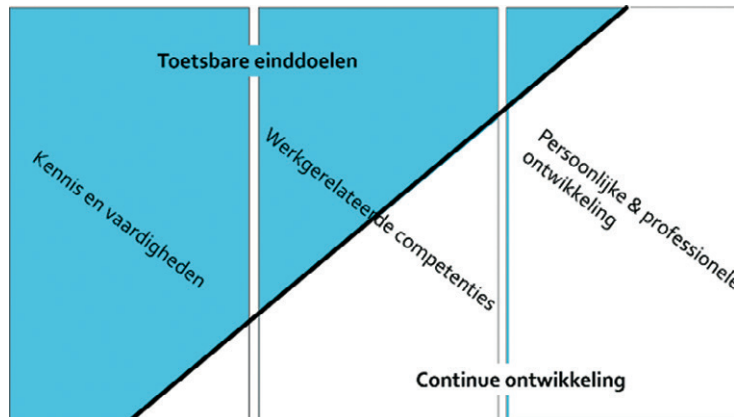 Toetsbare einddoelen
Kennis en vaardigheden
Werkgerelateerde competenties
Persoonlijke & professionele
ontwikkeling
Continue ontwikkeling